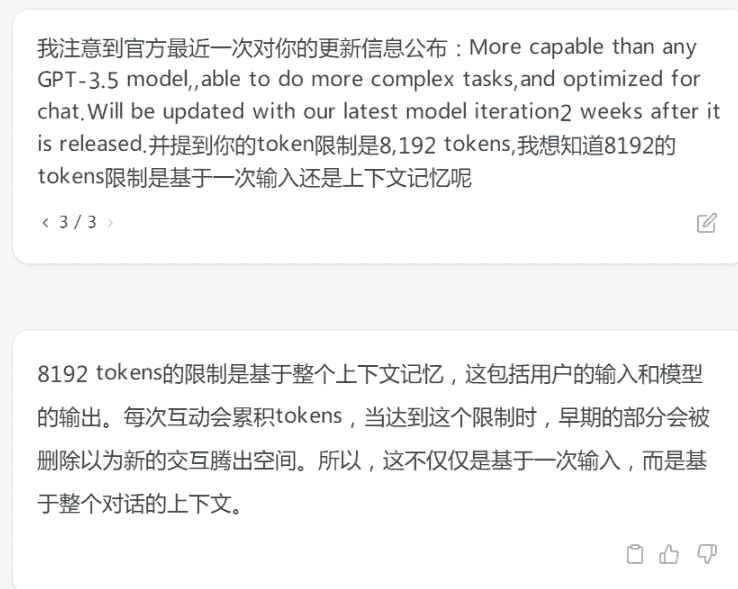 我注意到官方最近一次对你的更新信息公布：More capable than any
GPT-3.5 model,,able to do more complex tasks,and optimized for
chat.Will be updated with our latest model iteration2 weeks after it
is released.并提到你的token限制是8,192 tokens,我想知道8192的
tokens限制是基于一次输入还是上下文记忆呢
< 3 / 3 >
8192 tokens的限制是基于整个上下文记忆，这包括用户的输入和模型
的输出。每次互动会累积tokens，当达到这个限制时，早期的部分会被
删除以为新的交互腾出空间。所以，这不仅仅是基于一次输入，而是基
于整个对话的上下文。